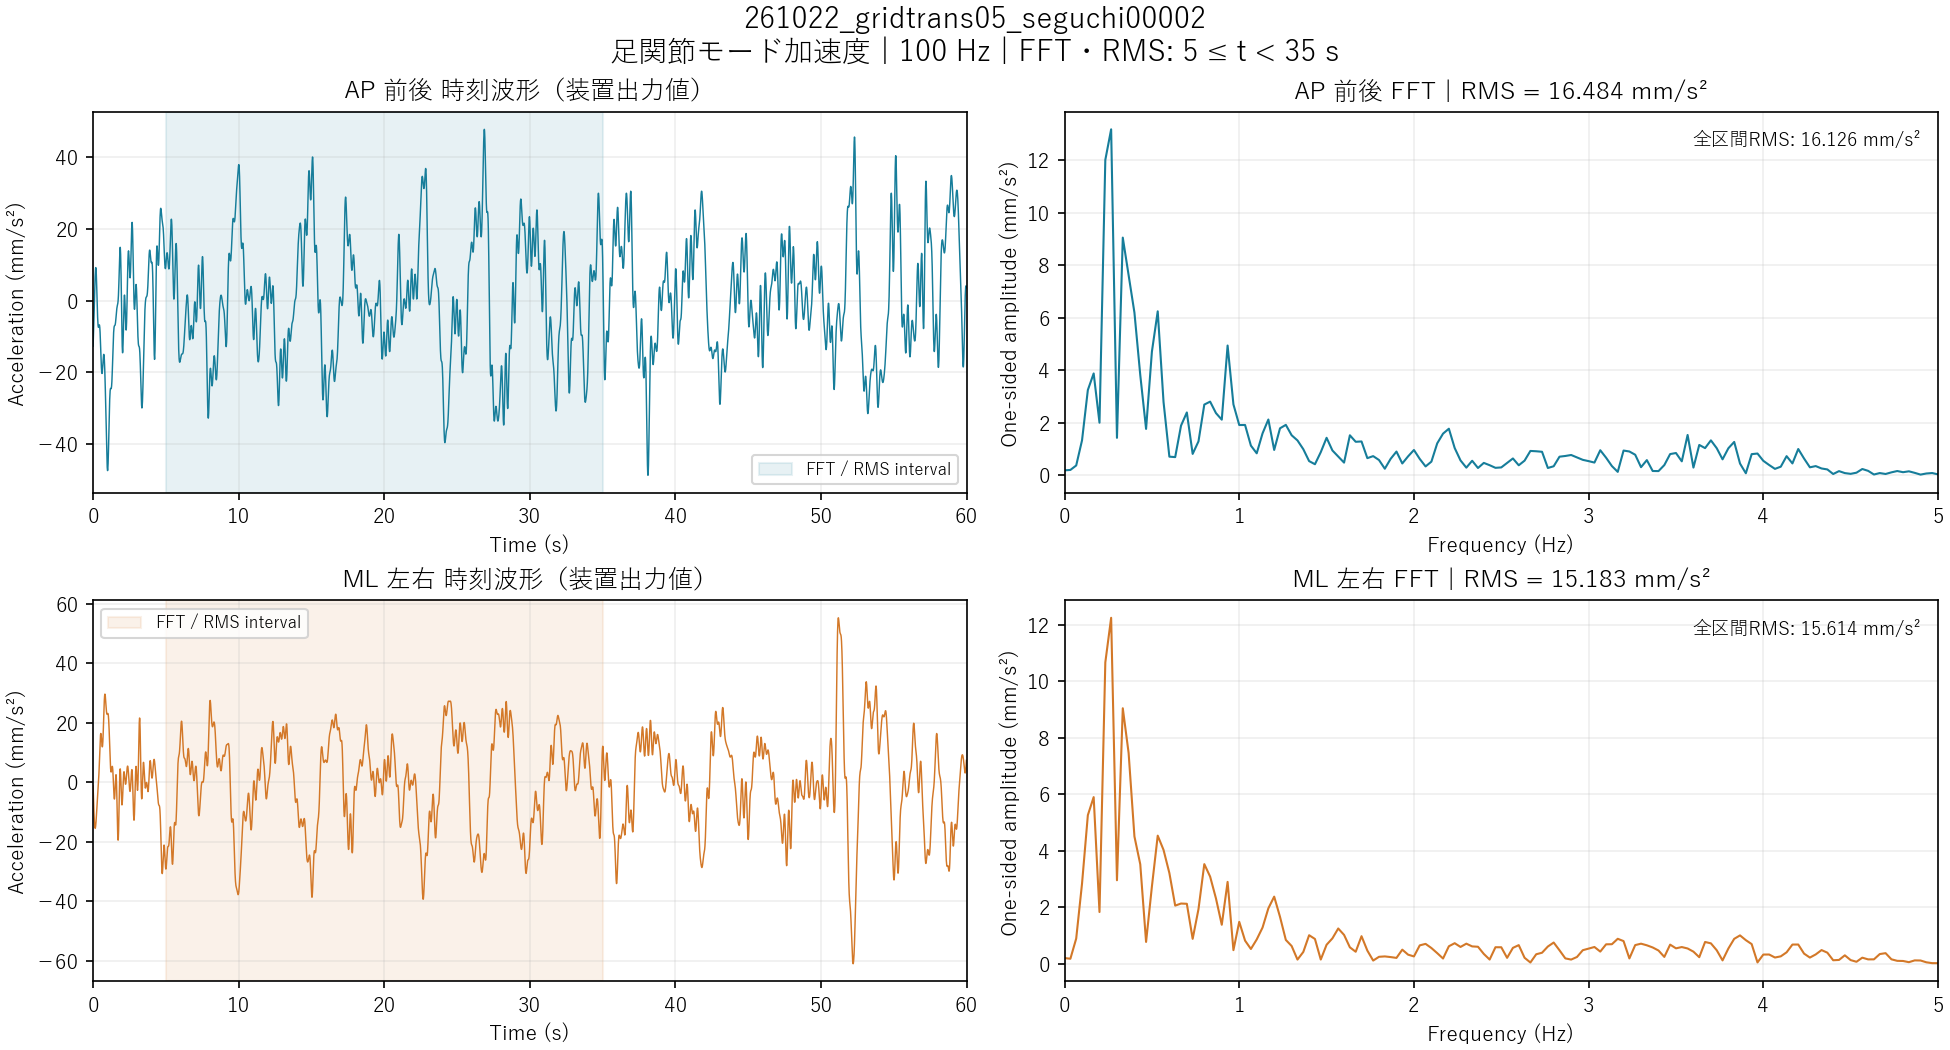 261022_gridtrans05_seguchi00002
足関節モード加速度 | 100 Hz | FFT・RMS: 5 ≤ t < 35 s
AP 前後 時刻波形（装置出力値）
Acceleration (mm/s²)
40
20
0
−20
−40
FFT / RMS interval
0 10 20 30 40 50 60
Time (s)
AP 前後 FFT | RMS = 16.484 mm/s²
全区間RMS: 16.126 mm/s²
One-sided amplitude (mm/s²)
12
10
8
6
4
2
0
0 1 2 3 4 5
Frequency (Hz)
ML 左右 時刻波形（装置出力値）
FFT / RMS interval
Acceleration (mm/s²)
60
40
20
0
−20
−40
−60
0 10 20 30 40 50 60
Time (s)
ML 左右 FFT | RMS = 15.183 mm/s²
全区間RMS: 15.614 mm/s²
One-sided amplitude (mm/s²)
12
10
8
6
4
2
0
0 1 2 3 4 5
Frequency (Hz)